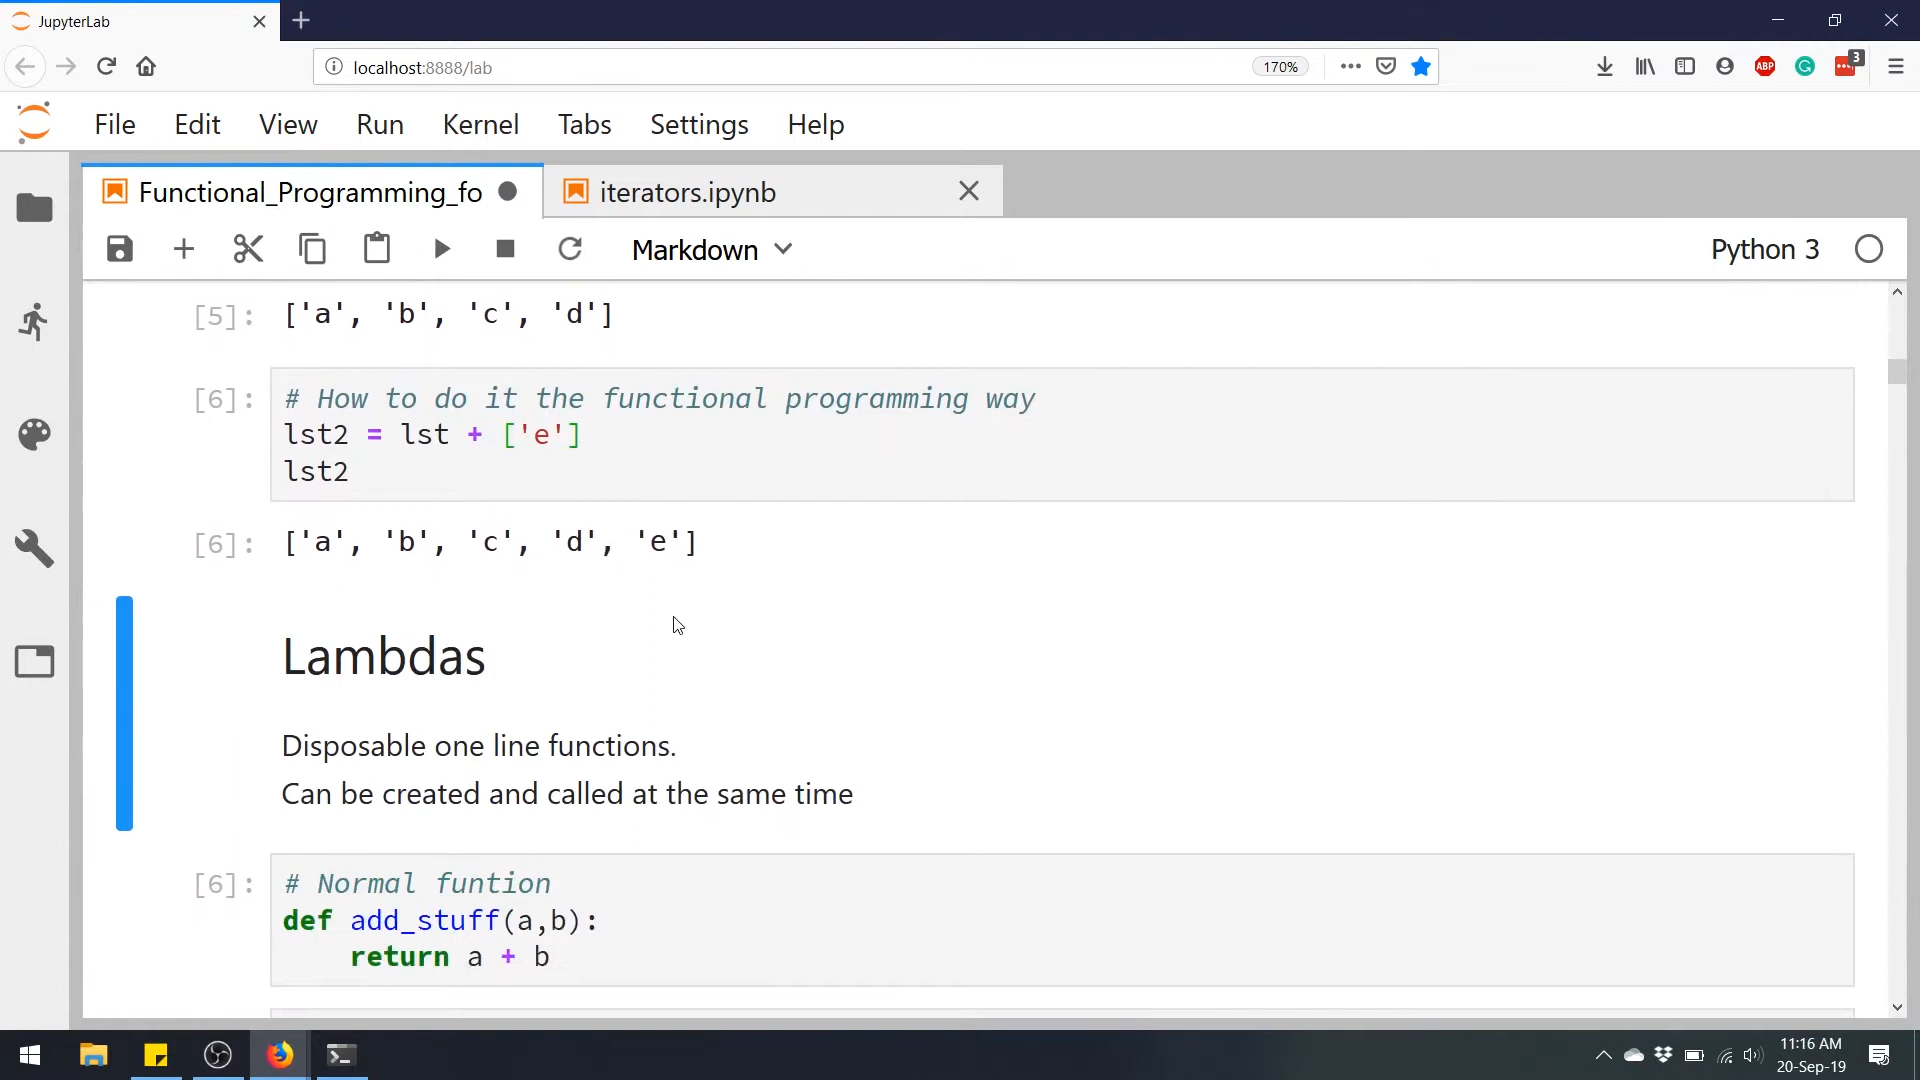 JupyterLab
localhost:8888/lab
170%
ABP
3
File Edit View Run Kernel Tabs Settings Help
Functional_Programming_fo
iterators.ipynb
Markdown
Python 3
[5]: ['a', 'b', 'c', 'd']
[6]: # How to do it the functional programming way
lst2 = lst + ['e']
lst2
[6]: ['a', 'b', 'c', 'd', 'e']
Lambdas
Disposable one line functions.
Can be created and called at the same time
[6]: # Normal funtion
def add_stuff(a,b):
return a + b
11:16 AM
20-Sep-19